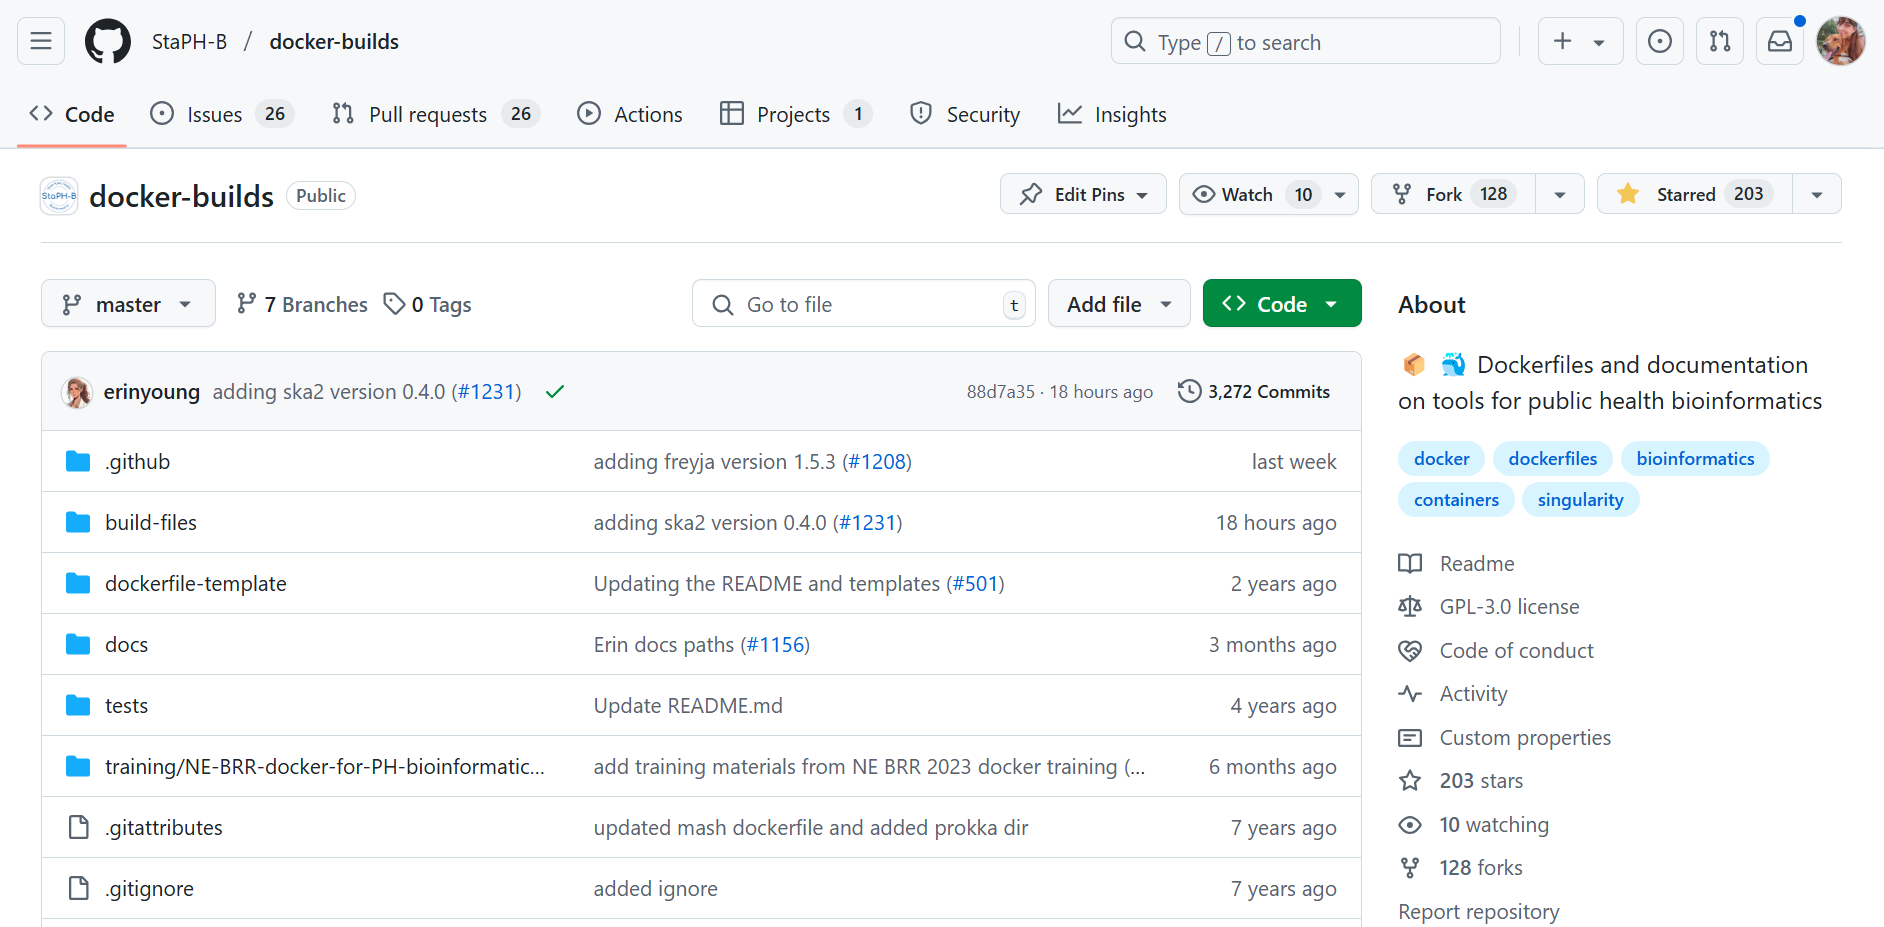 StaPH-B / docker-builds
Type / to search
Code
Issues 26
Pull requests 26
Actions
Projects 1
Security
Insights
StaPH-B
docker-builds Public
Edit Pins
Watch 10
Fork 128
Starred 203
master
7 Branches
0 Tags
Go to file t
Add file
Code
erinyoung adding ska2 version 0.4.0 (#1231) 88d7a35 · 18 hours ago 3,272 Commits
.github adding freyja version 1.5.3 (#1208) last week
build-files adding ska2 version 0.4.0 (#1231) 18 hours ago
dockerfile-template Updating the README and templates (#501) 2 years ago
docs Erin docs paths (#1156) 3 months ago
tests Update README.md 4 years ago
training/NE-BRR-docker-for-PH-bioinformatic... add training materials from NE BRR 2023 docker training (... 6 months ago
.gitattributes updated mash dockerfile and added prokka dir 7 years ago
.gitignore added ignore 7 years ago
About
📦 🐳 Dockerfiles and documentation
on tools for public health bioinformatics
docker dockerfiles bioinformatics
containers singularity
Readme
GPL-3.0 license
Code of conduct
Activity
Custom properties
203 stars
10 watching
128 forks
Report repository